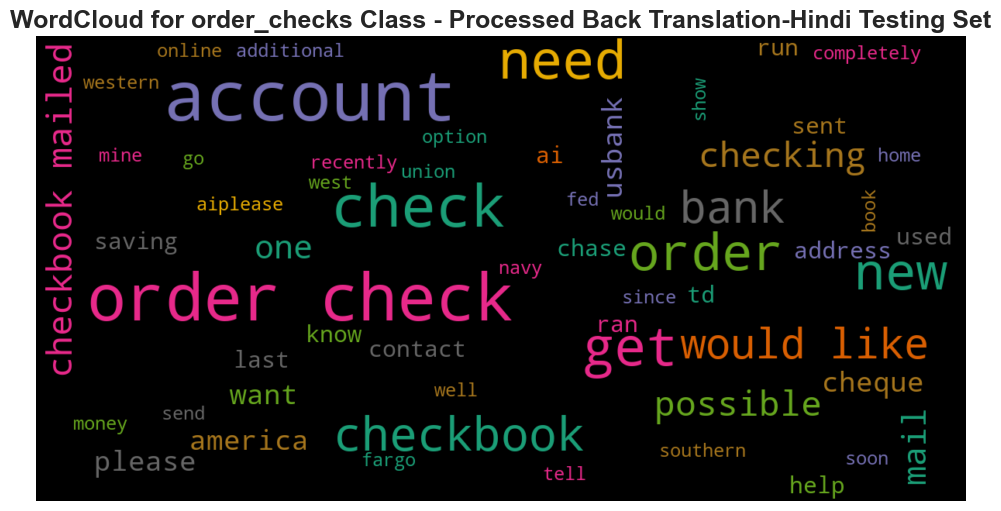 WordCloud for order_checks Class - Processed Back Translation-Hindi Testing Set
checkbook mailed
online
additional
need
run
completely
western
account
show
option
usbank
sent
mine
go
recently
union
ai
checking
home
west
check
fed
would
bank
book
aiplease
saving
one
chase
order
address
used
navy
new
order check
since
td
know
contact
ran
get
would like
last
want
well
possible
cheque
money
send
america
checkbook
mail
please
fargo
southern
soon
tell
help